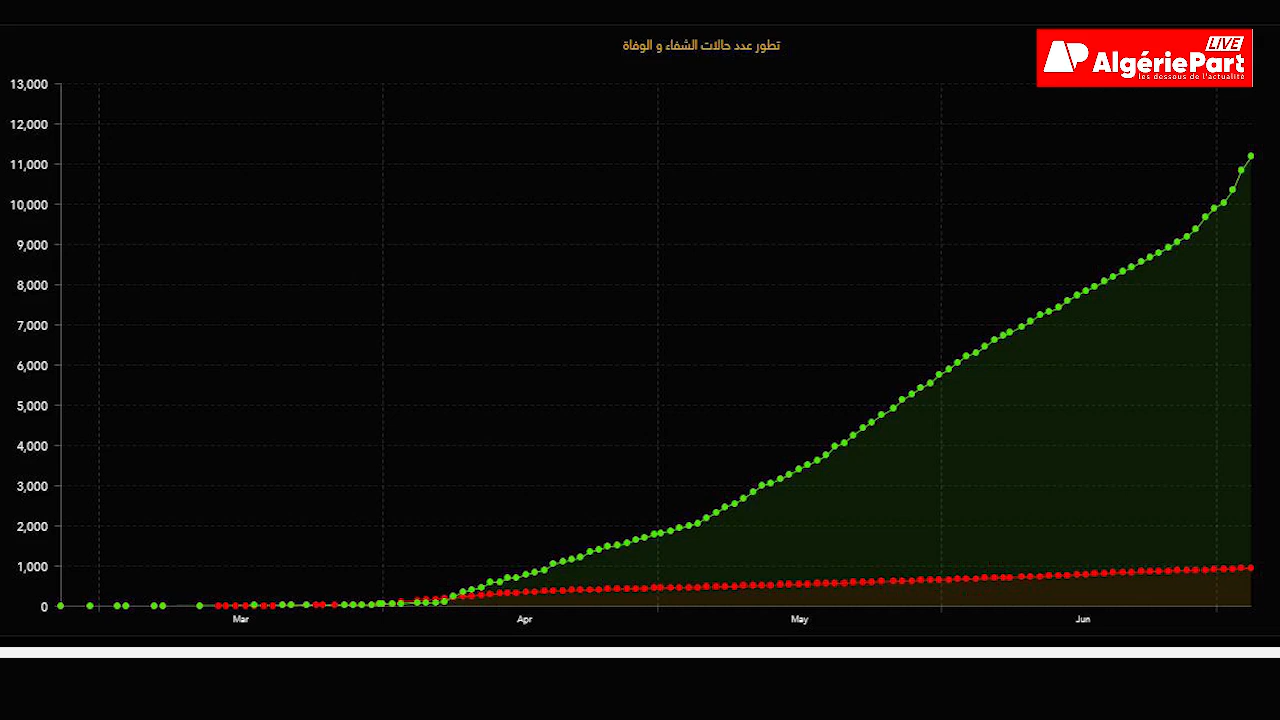 تطور عدد حالات الشفاء و الوفاة
LIVE
AP AlgériePart
les dessous de l'actualité
13,000
12,000
11,000
10,000
9,000
8,000
7,000
6,000
5,000
4,000
3,000
2,000
1,000
0
Mar
Apr
May
Jun